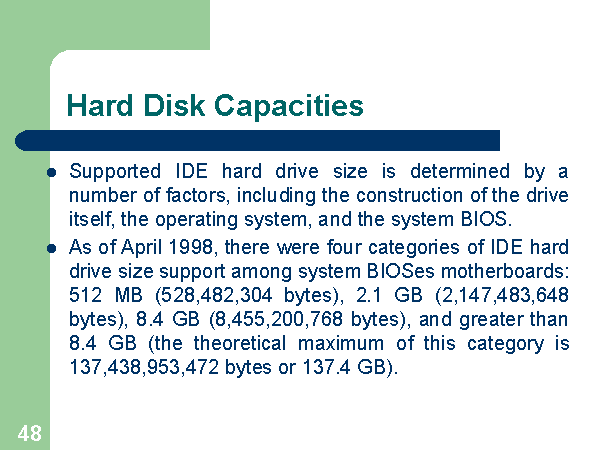 Hard Disk Capacities
Supported IDE hard drive size is determined by a
number of factors, including the construction of the drive
itself, the operating system, and the system BIOS.
As of April 1998, there were four categories of IDE hard
drive size support among system BIOSes motherboards:
512 MB (528,482,304 bytes), 2.1 GB (2,147,483,648
bytes), 8.4 GB (8,455,200,768 bytes), and greater than
8.4 GB (the theoretical maximum of this category is
137,438,953,472 bytes or 137.4 GB).
48